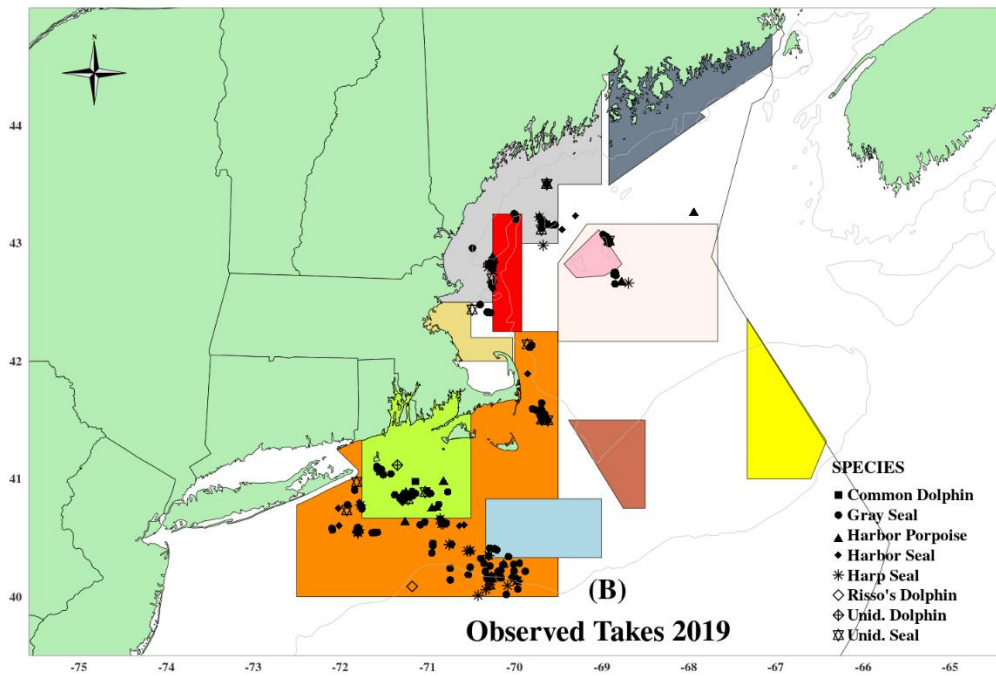 N
44
43
42
41
40
SPECIES
Common Dolphin
Gray Seal
Harbor Porpoise
Harbor Seal
Harp Seal
Risso's Dolphin
Unid. Dolphin
Unid. Seal
(B)
Observed Takes 2019
-75 -74 -73 -72 -71 -70 -69 -68 -67 -66 -65